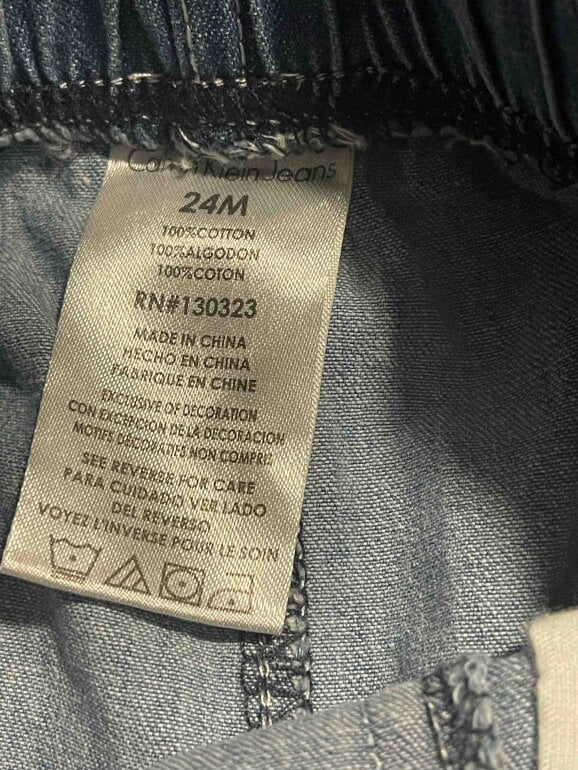 Calvin Klein Jeans
24M
100%COTTON
100%ALGODON
100%COTON
RN#130323
MADE IN CHINA
HECHO EN CHINA
FABRIQUE EN CHINE
EXCLUSIVE OF DECORATION
CON EXCEPCION DE LA DECORACION
MOTIFS DECORATES NON COMPRIZ
SEE REVERSE FOR CARE
PARA CUIDADO VER LADO
DEL REVERSO
VOYEZ L'INVERSE POUR LE SOIN